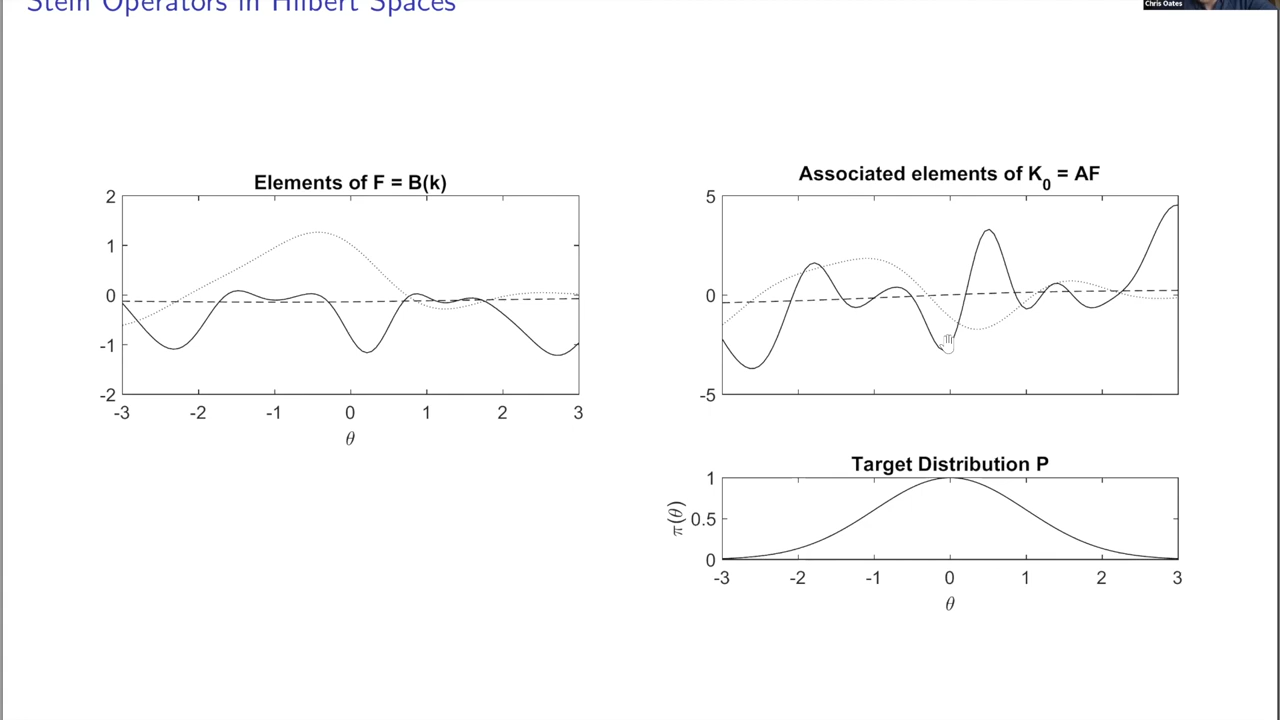 Stein Operators in Hilbert Spaces
Chris Oates
Elements of F = B(k)
2
1
0
-1
-2
-3 -2 -1 0 1 2 3
θ
Associated elements of K₀ = AF
5
0
-5
Target Distribution P
π(θ)
1
0.5
0
-3 -2 -1 0 1 2 3
θ